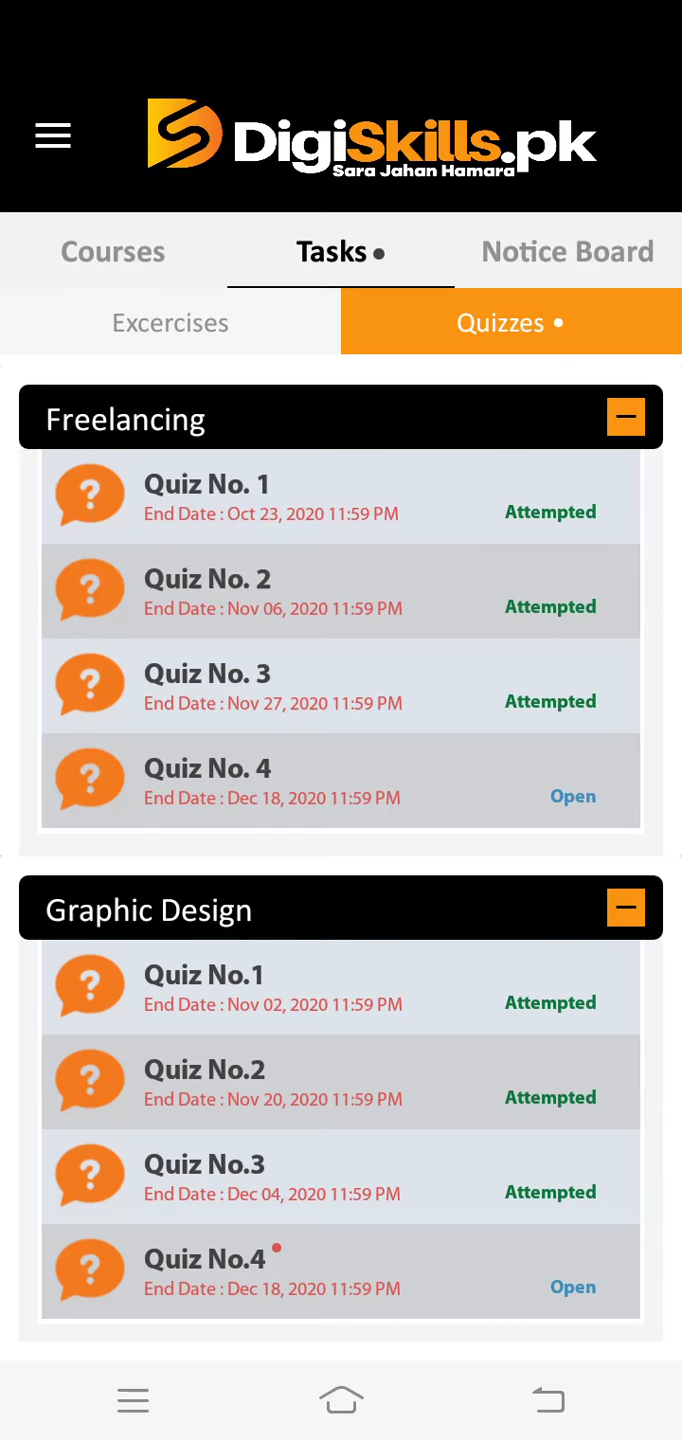 DigiSkills.pk
Sara Jahan Hamara
Courses Tasks Notice Board
Excercises Quizzes
Freelancing
Quiz No. 1
End Date : Oct 23, 2020 11:59 PM Attempted
Quiz No. 2
End Date : Nov 06, 2020 11:59 PM Attempted
Quiz No. 3
End Date : Nov 27, 2020 11:59 PM Attempted
Quiz No. 4
End Date : Dec 18, 2020 11:59 PM Open
Graphic Design
Quiz No.1
End Date : Nov 02, 2020 11:59 PM Attempted
Quiz No.2
End Date : Nov 20, 2020 11:59 PM Attempted
Quiz No.3
End Date : Dec 04, 2020 11:59 PM Attempted
Quiz No.4
End Date : Dec 18, 2020 11:59 PM Open